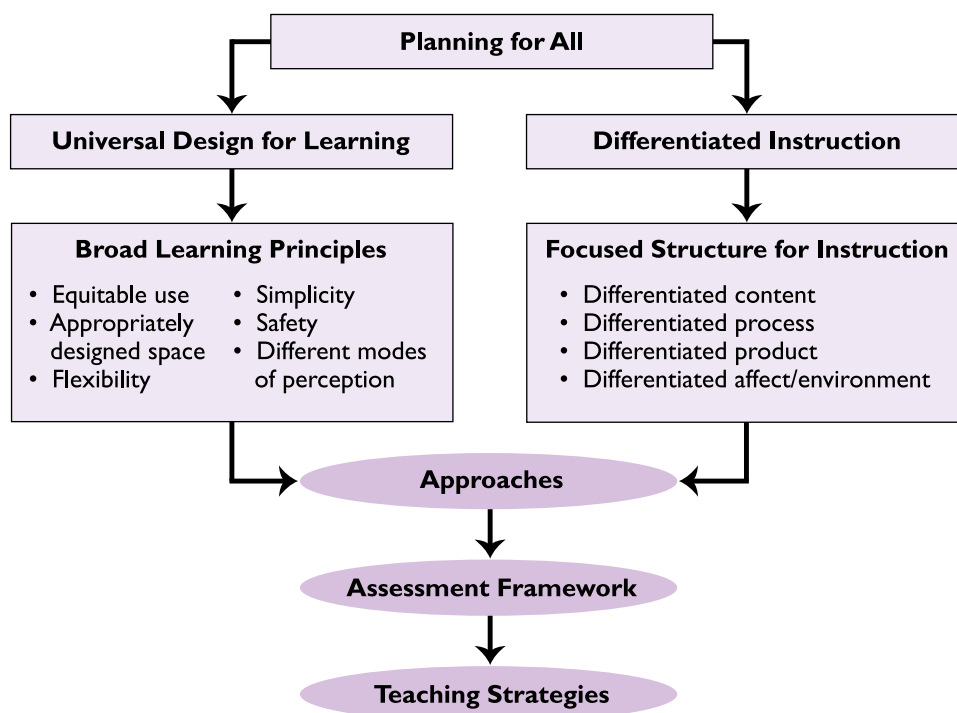 Planning for All
Universal Design for Learning
Differentiated Instruction
Broad Learning Principles
• Equitable use
• Appropriately
designed space
• Flexibility
• Simplicity
• Safety
• Different modes
of perception
Focused Structure for Instruction
• Differentiated content
• Differentiated process
• Differentiated product
• Differentiated affect/environment
Approaches
Assessment Framework
Teaching Strategies